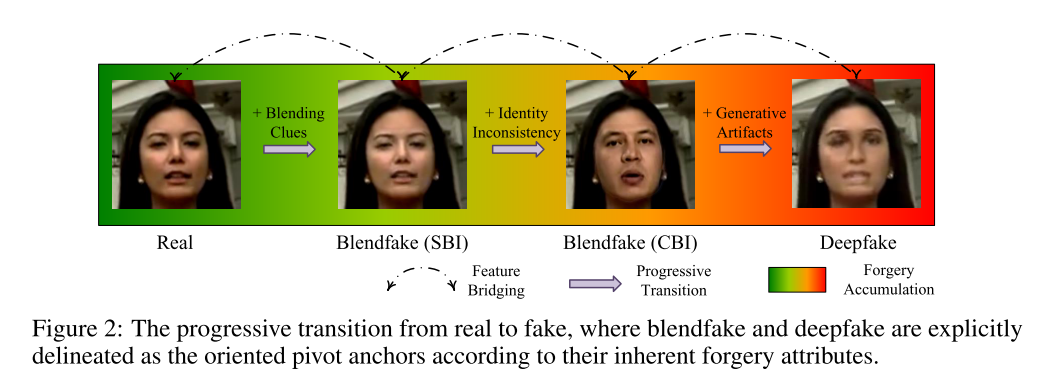 + Blending
Clues
+ Identity
Inconsistency
+ Generative
Artifacts
Real
Blendfake (SBI)
Blendfake (CBI)
Deepfake
Feature
Bridging
Progressive
Transition
Forgery
Accumulation
Figure 2: The progressive transition from real to fake, where blendfake and deepfake are explicitly
delineated as the oriented pivot anchors according to their inherent forgery attributes.